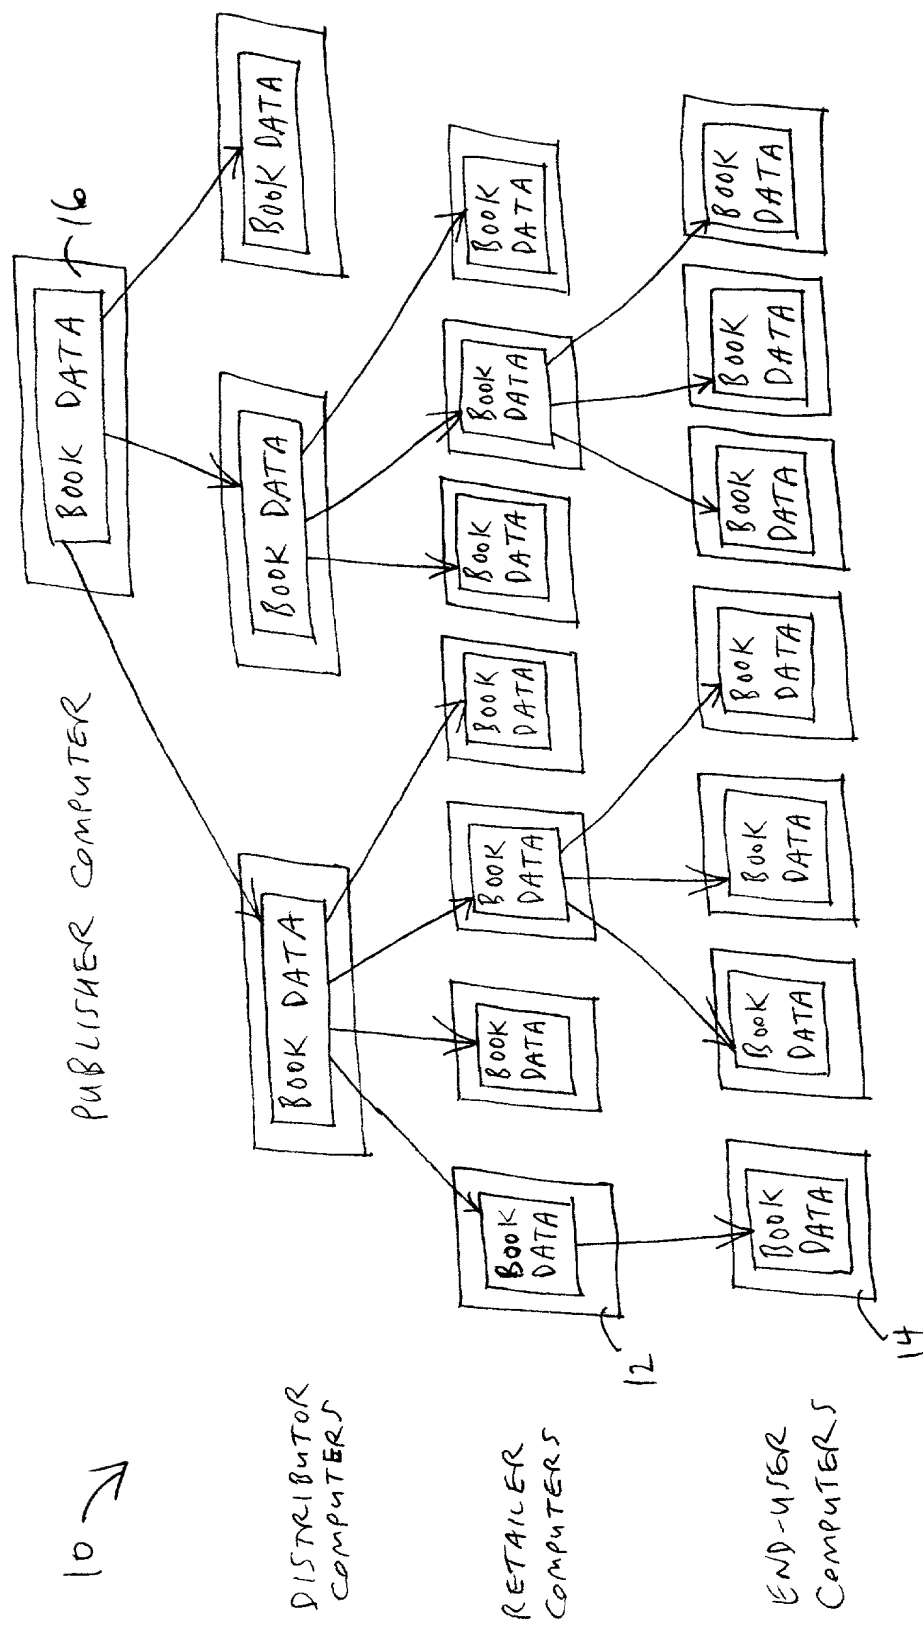 10
PUBLISHER COMPUTER
BOOK DATA
16
DISTRIBUTOR
COMPUTERS
BOOK DATA
BOOK DATA
BOOK DATA
RETAILER
COMPUTERS
BOOK
DATA
BOOK
DATA
BOOK
DATA
BOOK
DATA
BOOK
DATA
BOOK
DATA
BOOK
DATA
12
END-USER
COMPUTERS
BOOK
DATA
BOOK
DATA
BOOK
DATA
BOOK
DATA
BOOK
DATA
BOOK
DATA
BOOK
DATA
14